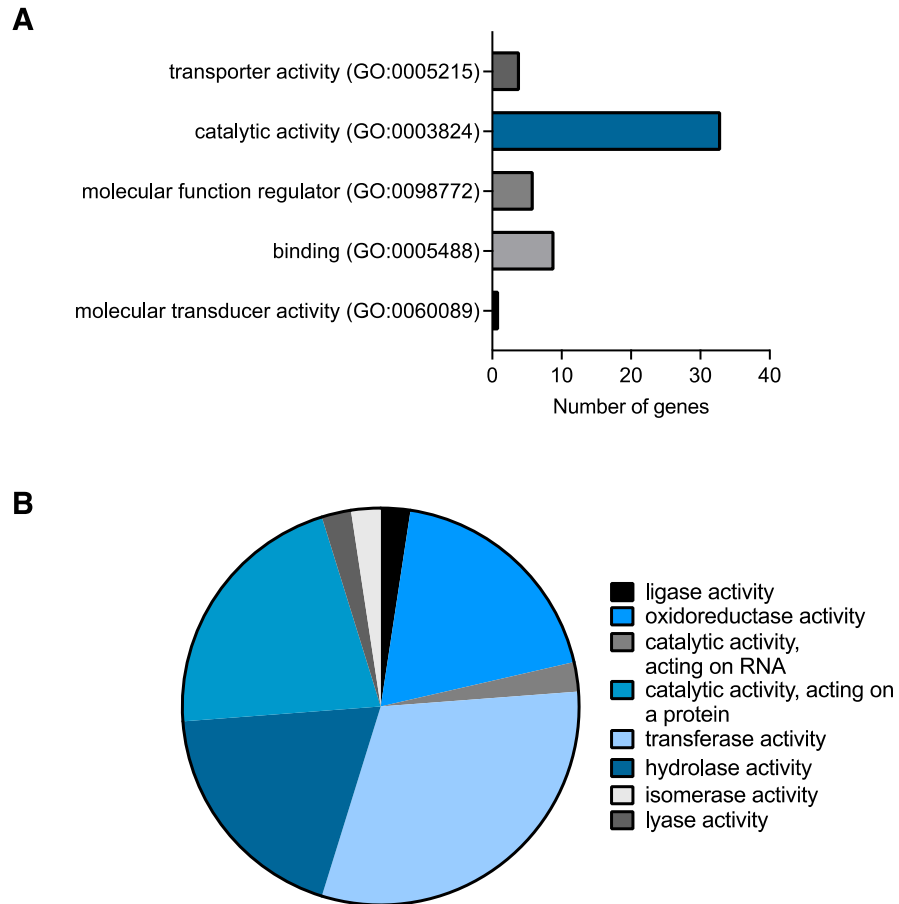 A
transporter activity (GO:0005215)
catalytic activity (GO:0003824)
molecular function regulator (GO:0098772)
binding (GO:0005488)
molecular transducer activity (GO:0060089)
0 10 20 30 40
Number of genes
B
ligase activity
oxidoreductase activity
catalytic activity,
acting on RNA
catalytic activity, acting on
a protein
transferase activity
hydrolase activity
isomerase activity
lyase activity